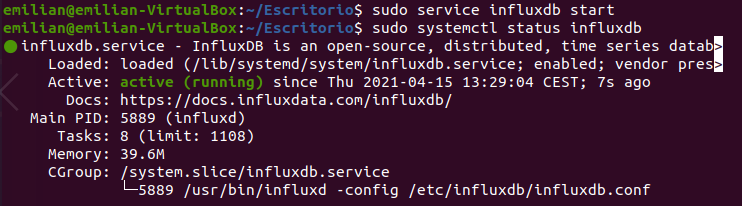 emilian@emilian-VirtualBox:~/Escritorio$ sudo service influxdb start
emilian@emilian-VirtualBox:~/Escritorio$ sudo systemctl status influxdb
● influxdb.service - InfluxDB is an open-source, distributed, time series datab>
Loaded: loaded (/lib/systemd/system/influxdb.service; enabled; vendor pres>
Active: active (running) since Thu 2021-04-15 13:29:04 CEST; 7s ago
Docs: https://docs.influxdata.com/influxdb/
Main PID: 5889 (influxd)
Tasks: 8 (limit: 1108)
Memory: 39.6M
CGroup: /system.slice/influxdb.service
└─5889 /usr/bin/influxd -config /etc/influxdb/influxdb.conf